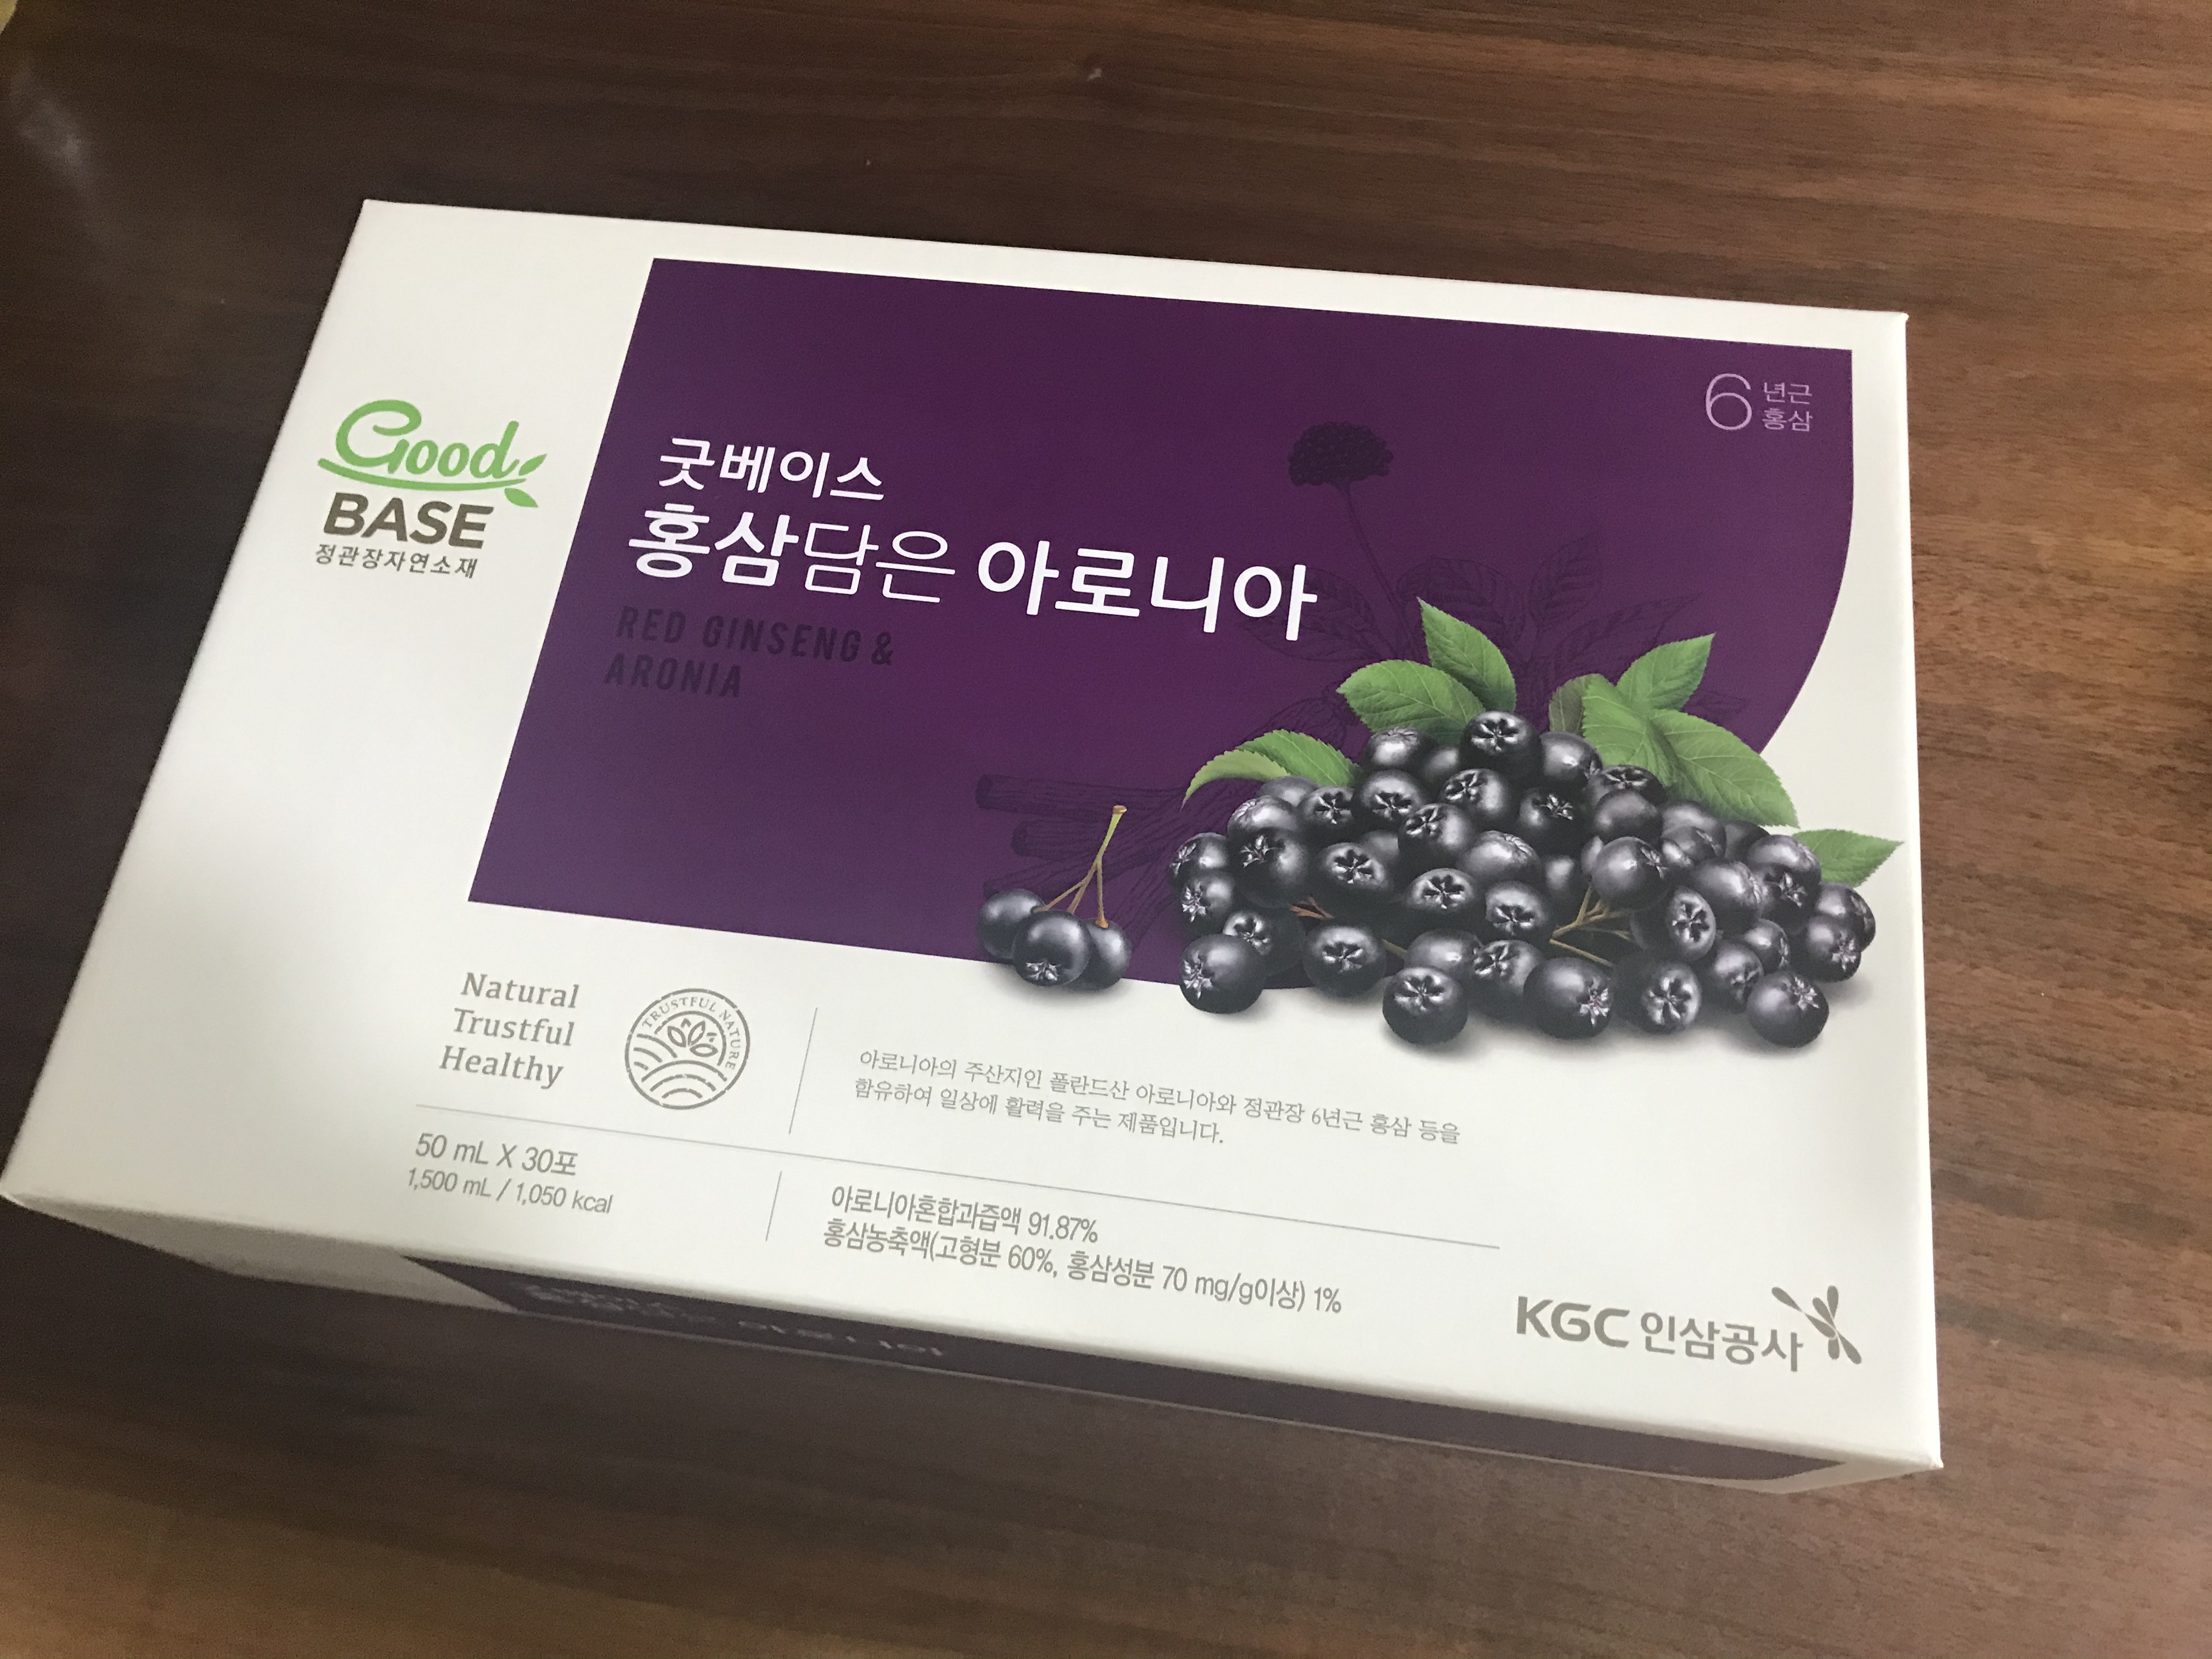 Good
BASE
정관장자연소재
굿베이스
홍삼담은 아로니아
RED GINSENG &
ARONIA
6년근
홍삼
Natural
Trustful
Healthy
TRUSTFUL NATURE
아로니아의 주산지인 폴란드산 아로니아와 정관장 6년근 홍삼 등을
함유하여 일상에 활력을 주는 제품입니다.
50 mL X 30포
1,500 mL / 1,050 kcal
아로니아혼합과즙액 91.87%
홍삼농축액(고형분 60%, 홍삼성분 70 mg/g이상) 1%
KGC 인삼공사